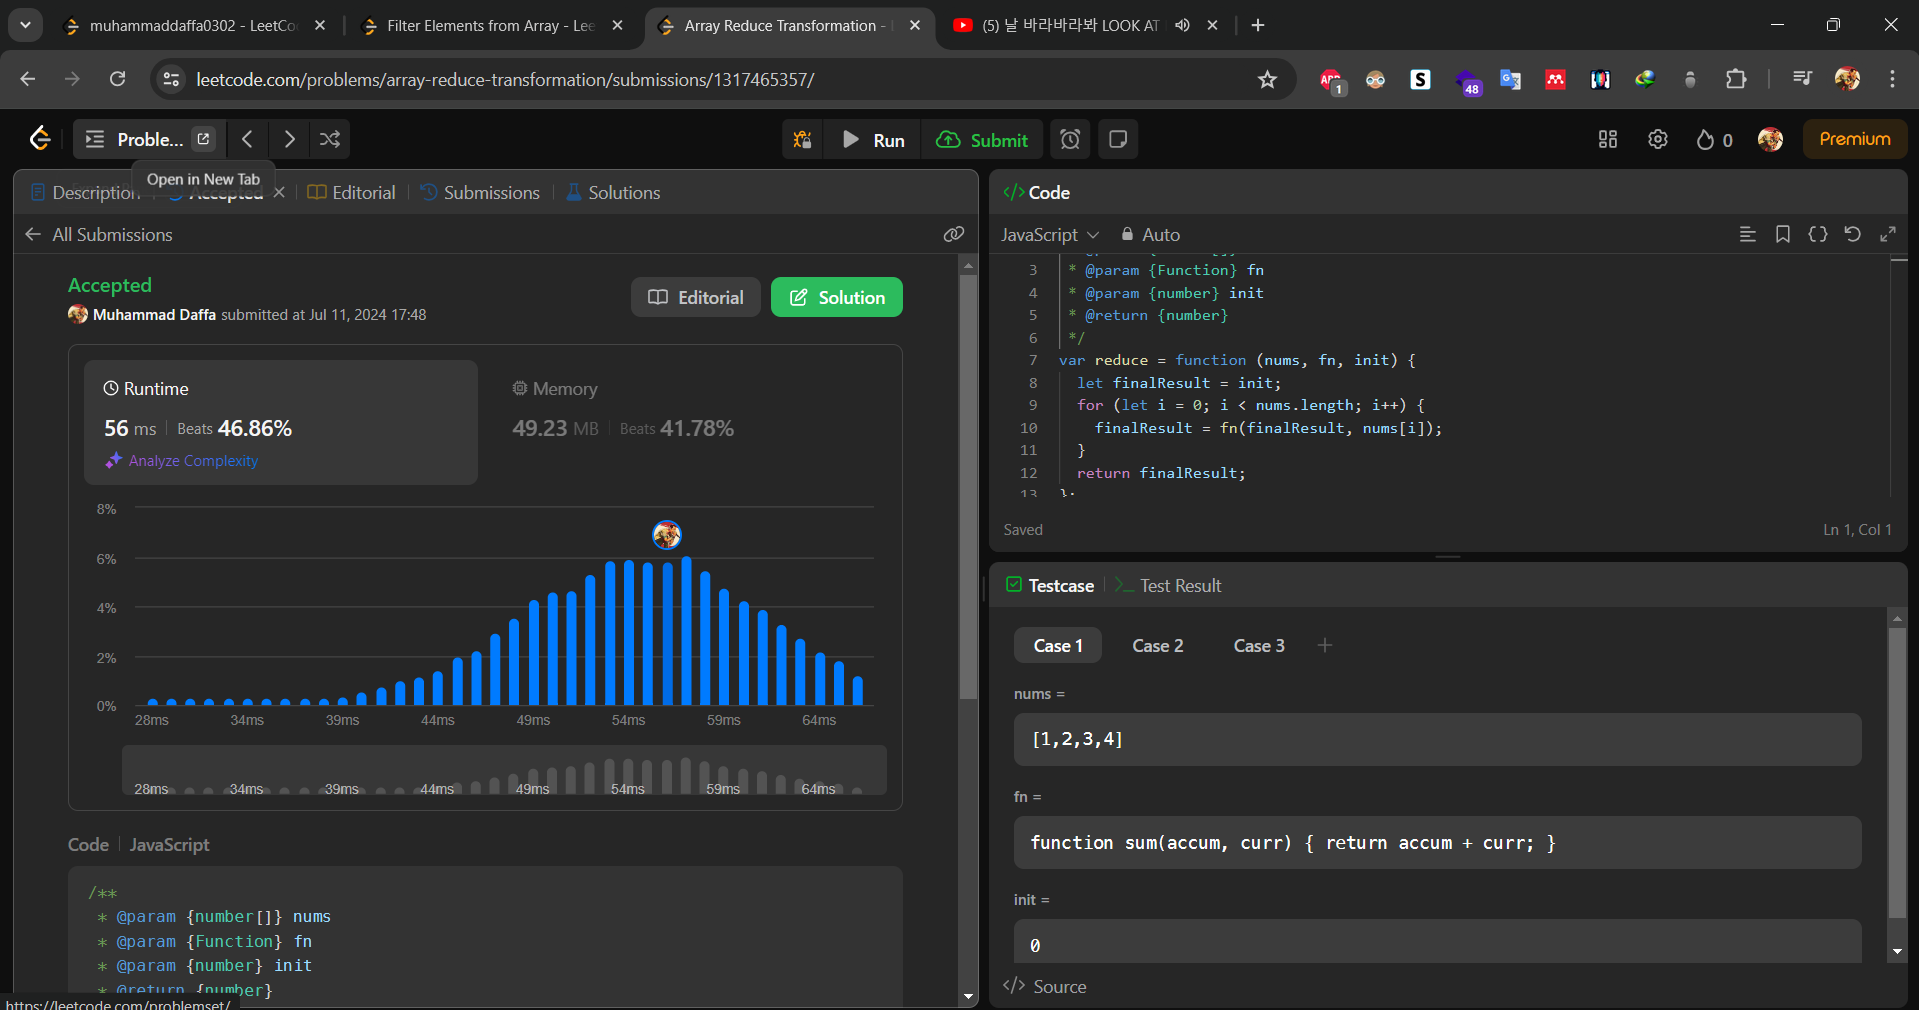 muhammaddaffa0302 - LeetCo
Filter Elements from Array - Lee
Array Reduce Transformation -
(5) 날 바라바라봐 LOOK AT
leetcode.com/problems/array-reduce-transformation/submissions/1317465357/
1
S
48
Proble...
Run
Submit
0
Premium
Open in New Tab
Description
Accepted
Editorial
Submissions
Solutions
All Submissions
Accepted
Muhammad Daffa submitted at Jul 11, 2024 17:48
Editorial
Solution
Runtime
56 ms
Beats 46.86%
Analyze Complexity
Memory
49.23 MB
Beats 41.78%
8%
6%
4%
2%
0%
28ms 34ms 39ms 44ms 49ms 54ms 59ms 64ms
28ms 34ms 39ms 44ms 49ms 54ms 59ms 64ms
Code
JavaScript
/**
* @param {number[]} nums
* @param {Function} fn
* @param {number} init
* @return {number}
https://leetcode.com/problemset/
Code
JavaScript
Auto
3 * @param {Function} fn
4 * @param {number} init
5 * @return {number}
6 */
7 var reduce = function (nums, fn, init) {
8 let finalResult = init;
9 for (let i = 0; i < nums.length; i++) {
10 finalResult = fn(finalResult, nums[i]);
11 }
12 return finalResult;
13 };
Saved
Ln 1, Col 1
Testcase
Test Result
Case 1
Case 2
Case 3
nums =
[1,2,3,4]
fn =
function sum(accum, curr) { return accum + curr; }
init =
0
Source